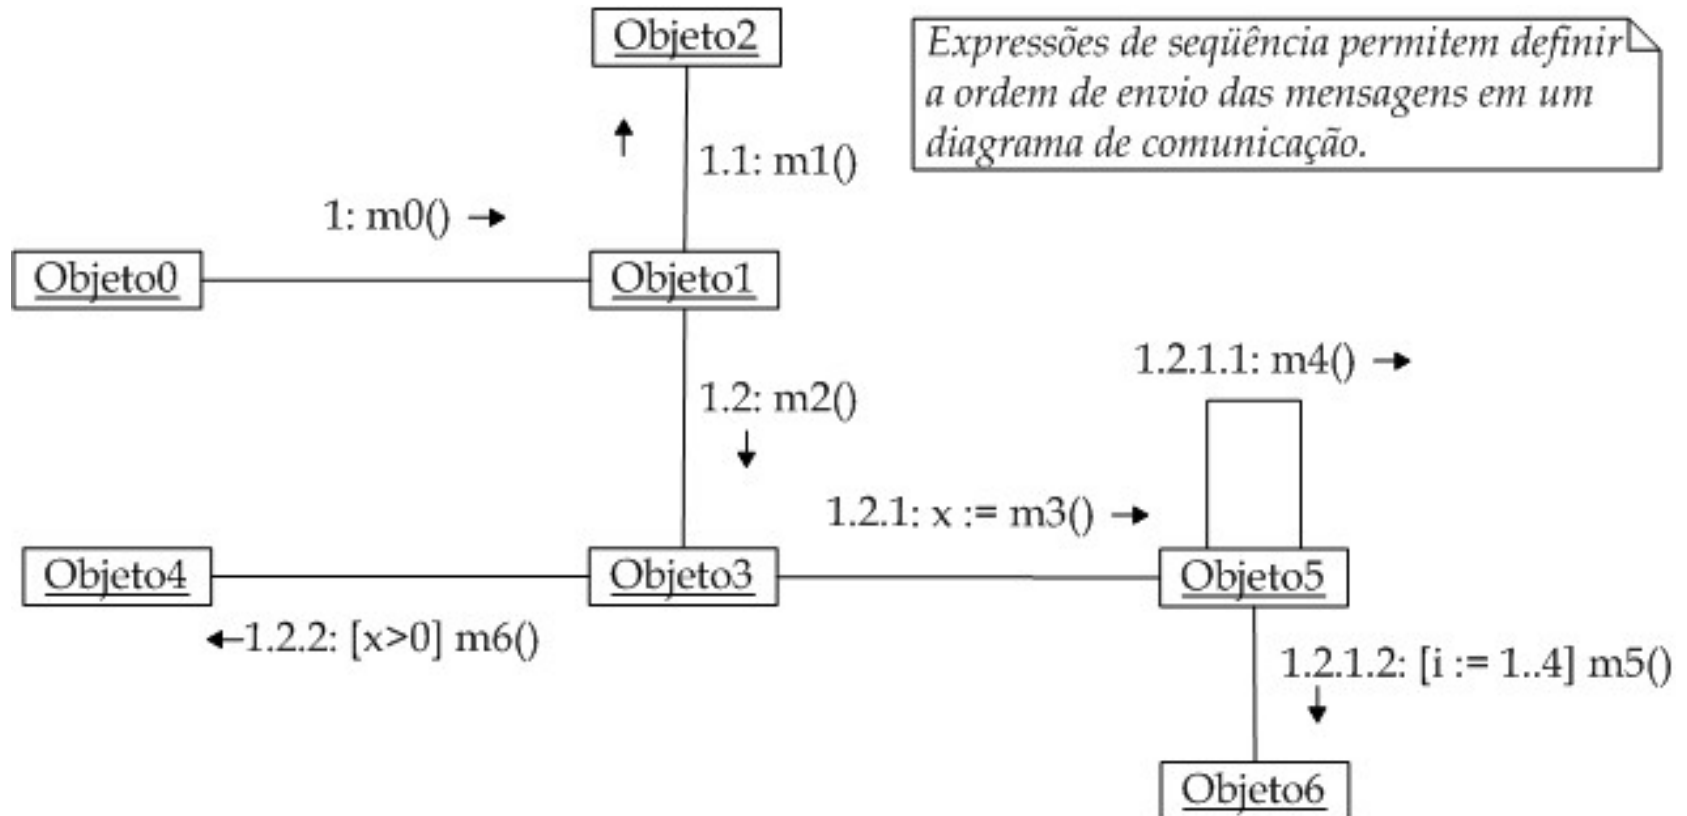 Objeto2
Expressões de seqüência permitem definir
a ordem de envio das mensagens em um
diagrama de comunicação.
1.1: m1()
1: m0()
Objeto0
Objeto1
1.2.1.1: m4()
1.2: m2()
1.2.1: x := m3()
Objeto4
Objeto3
Objeto5
1.2.2: [x>0] m6()
1.2.1.2: [i := 1..4] m5()
Objeto6